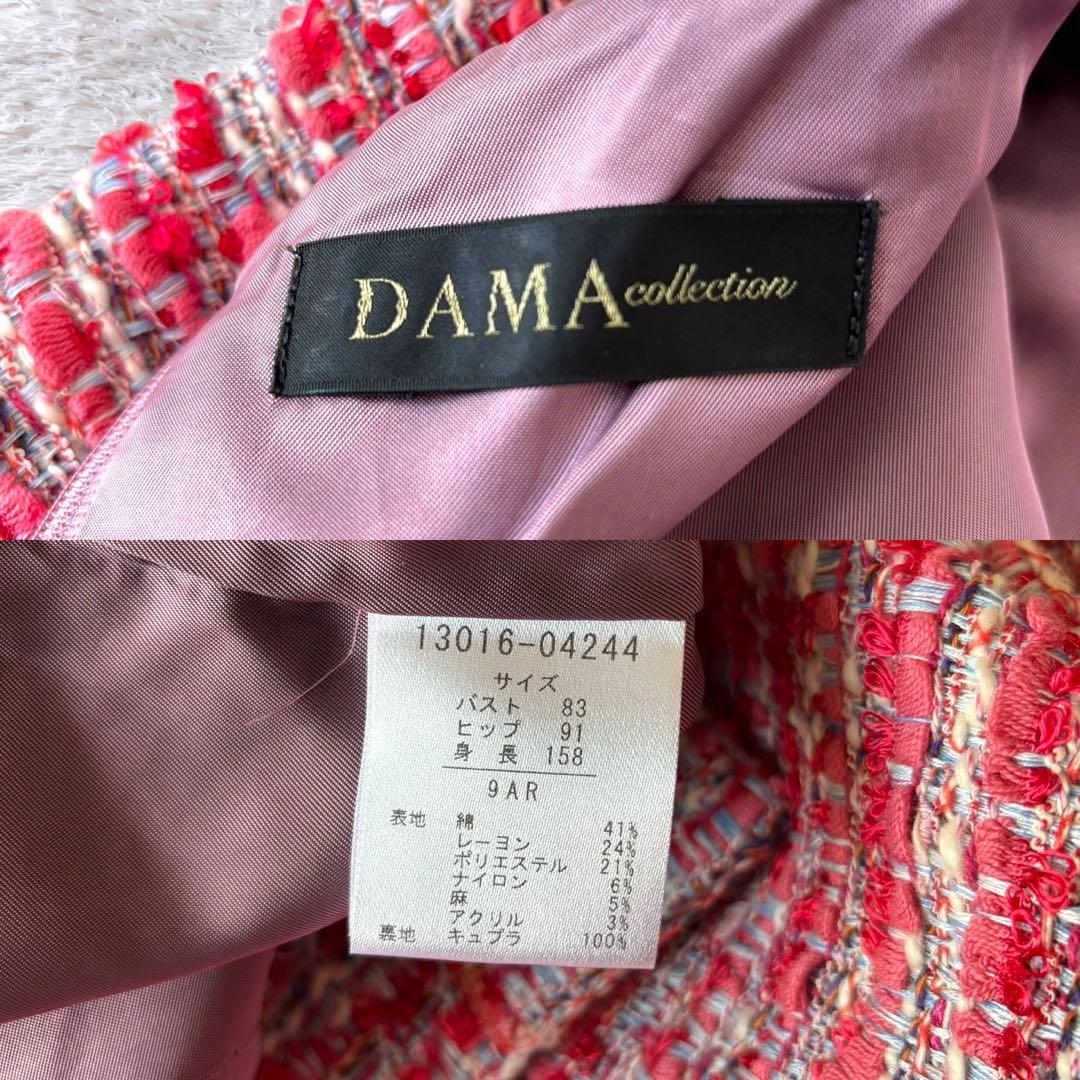 DAMA collection
13016-04244
サイズ
バスト 83
ヒップ 91
身長 158
9AR
表地 綿 41%
レーヨン 24%
ポリエステル 21%
ナイロン 6%
麻 5%
アクリル 3%
裏地 キュプラ 100%